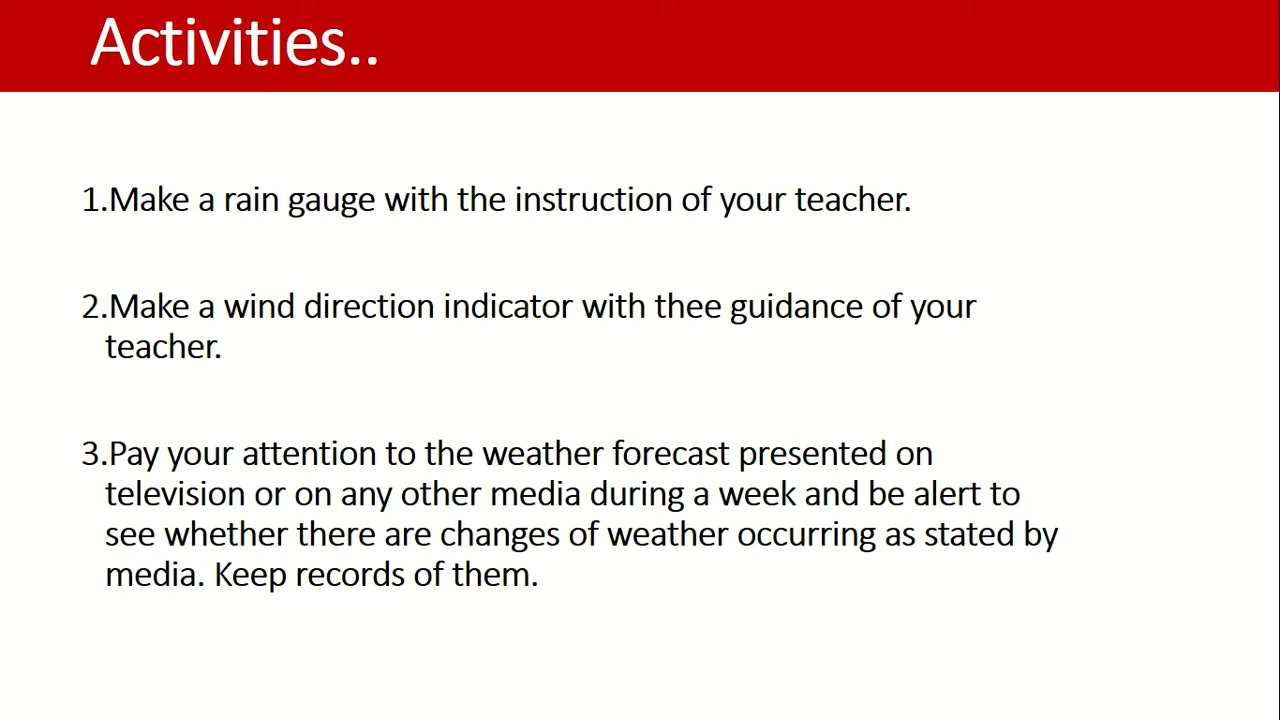 Activities..
1.Make a rain gauge with the instruction of your teacher.
2.Make a wind direction indicator with thee guidance of your
teacher.
3.Pay your attention to the weather forecast presented on
television or on any other media during a week and be alert to
see whether there are changes of weather occurring as stated by
media. Keep records of them.